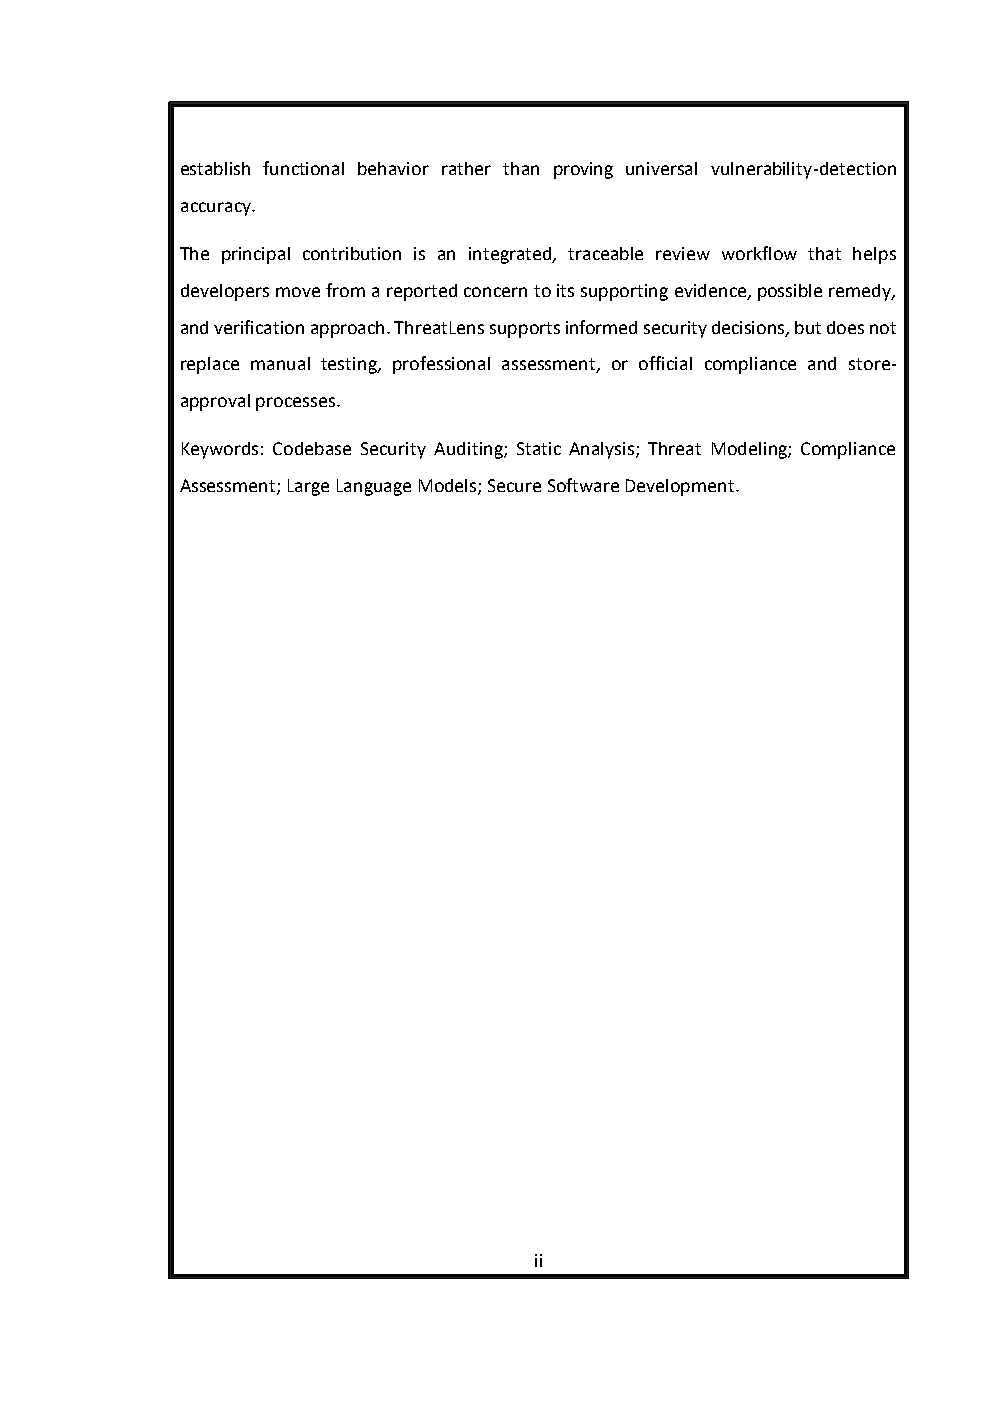 establish functional behavior rather than proving universal vulnerability-detection
accuracy.
The principal contribution is an integrated, traceable review workflow that helps
developers move from a reported concern to its supporting evidence, possible remedy,
and verification approach. ThreatLens supports informed security decisions, but does not
replace manual testing, professional assessment, or official compliance and store-
approval processes.
Keywords: Codebase Security Auditing; Static Analysis; Threat Modeling; Compliance
Assessment; Large Language Models; Secure Software Development.
ii